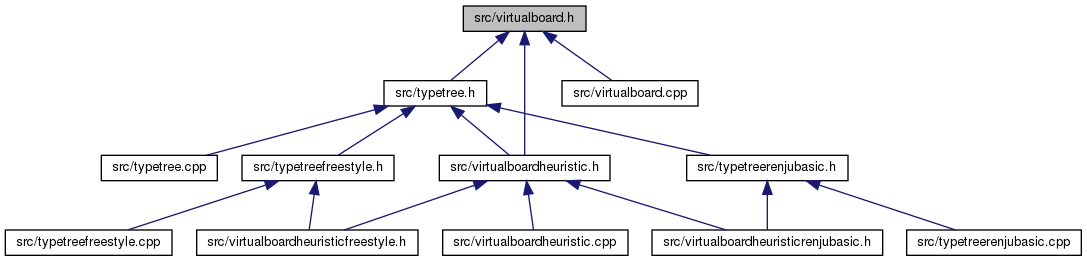 src/virtualboard.h
src/typetree.h
src/virtualboard.cpp
src/typetree.cpp
src/typetreefreestyle.h
src/virtualboardheuristic.h
src/typetreerenjubasic.h
src/typetreefreestyle.cpp
src/virtualboardheuristicfreestyle.h
src/virtualboardheuristic.cpp
src/virtualboardheuristicrenjubasic.h
src/typetreerenjubasic.cpp